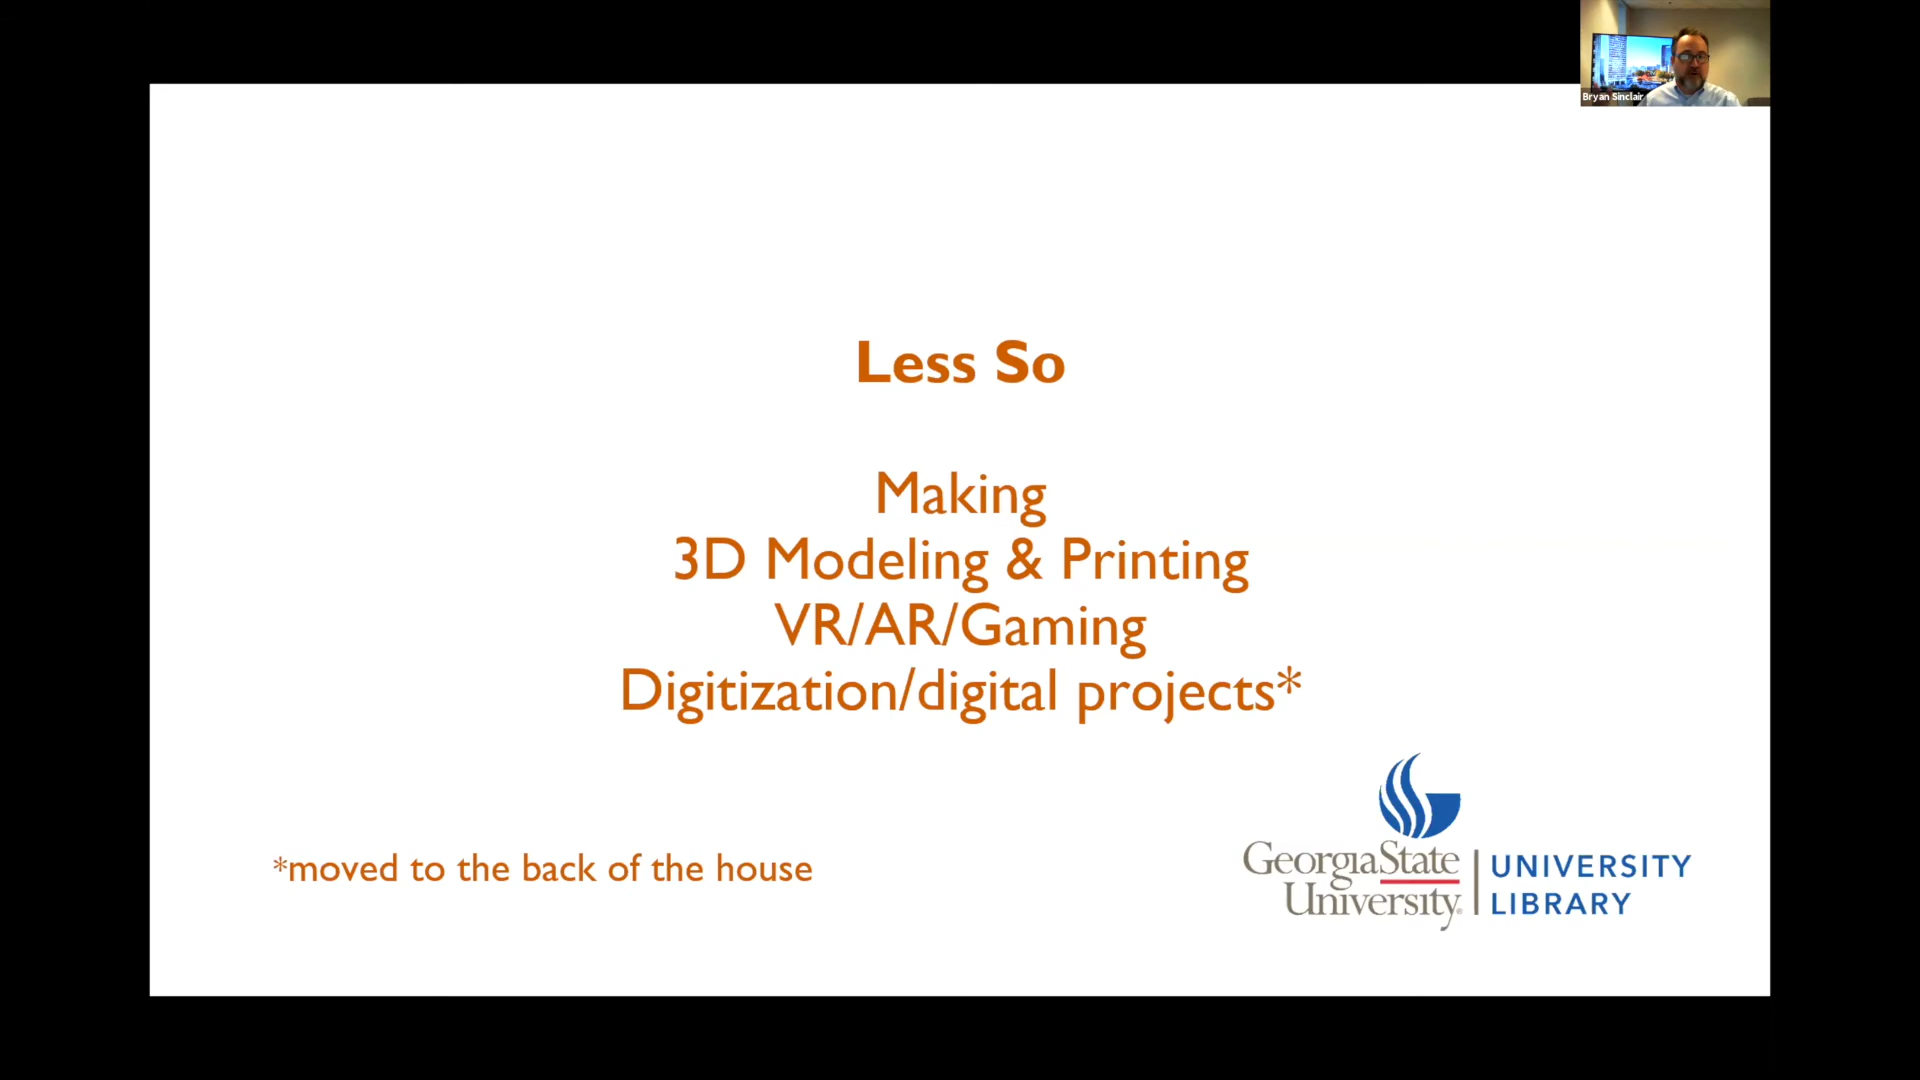 Bryan Sinclair
Less So
Making
3D Modeling & Printing
VR/AR/Gaming
Digitization/digital projects*
*moved to the back of the house
GeorgiaState
University®
UNIVERSITY
LIBRARY